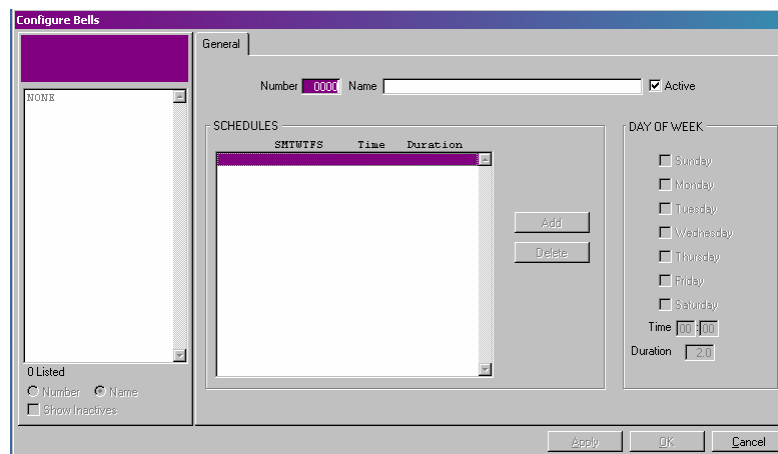 Configure Bells
NONE
0 Listed
Number Name
Show Inactives
General
Number 0000 Name Active
SCHEDULES
SMTWTFS Time Duration
Add
Delete
DAY OF WEEK
Sunday
Monday
Tuesday
Wednesday
Thursday
Friday
Saturday
Time 00 : 00
Duration 2.0
Apply OK Cancel